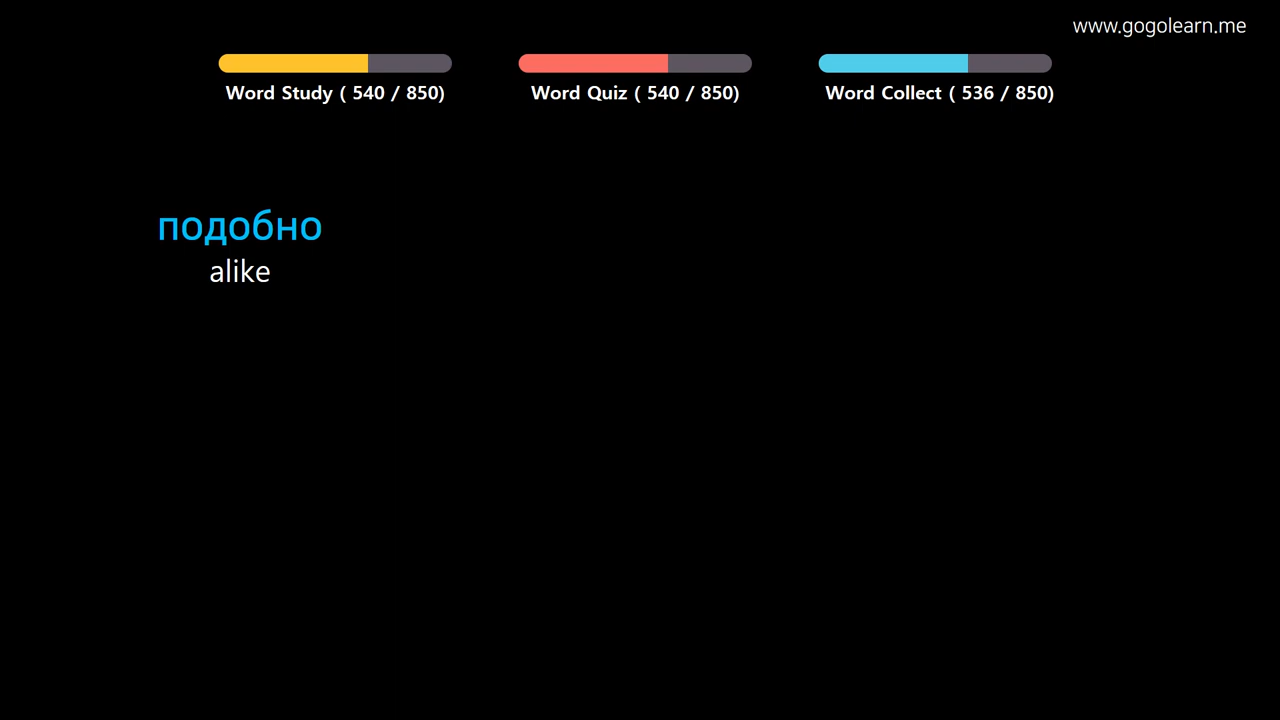 www.gogolearn.me
Word Study ( 540 / 850)
Word Quiz ( 540 / 850)
Word Collect ( 536 / 850)
подобно
alike